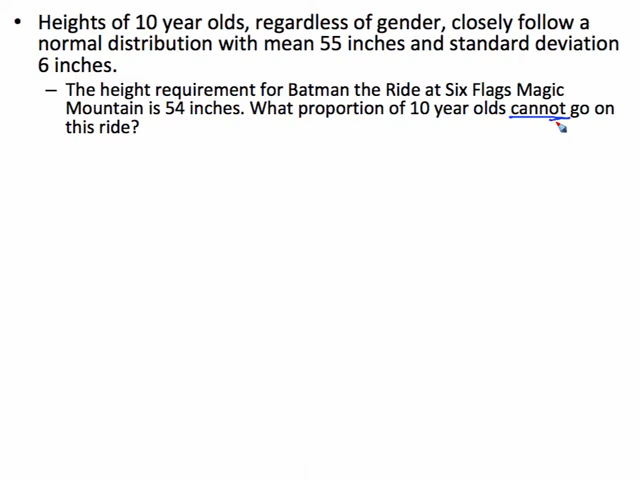 • Heights of 10 year olds, regardless of gender, closely follow a
normal distribution with mean 55 inches and standard deviation
6 inches.
– The height requirement for Batman the Ride at Six Flags Magic
Mountain is 54 inches. What proportion of 10 year olds cannot go on
this ride?